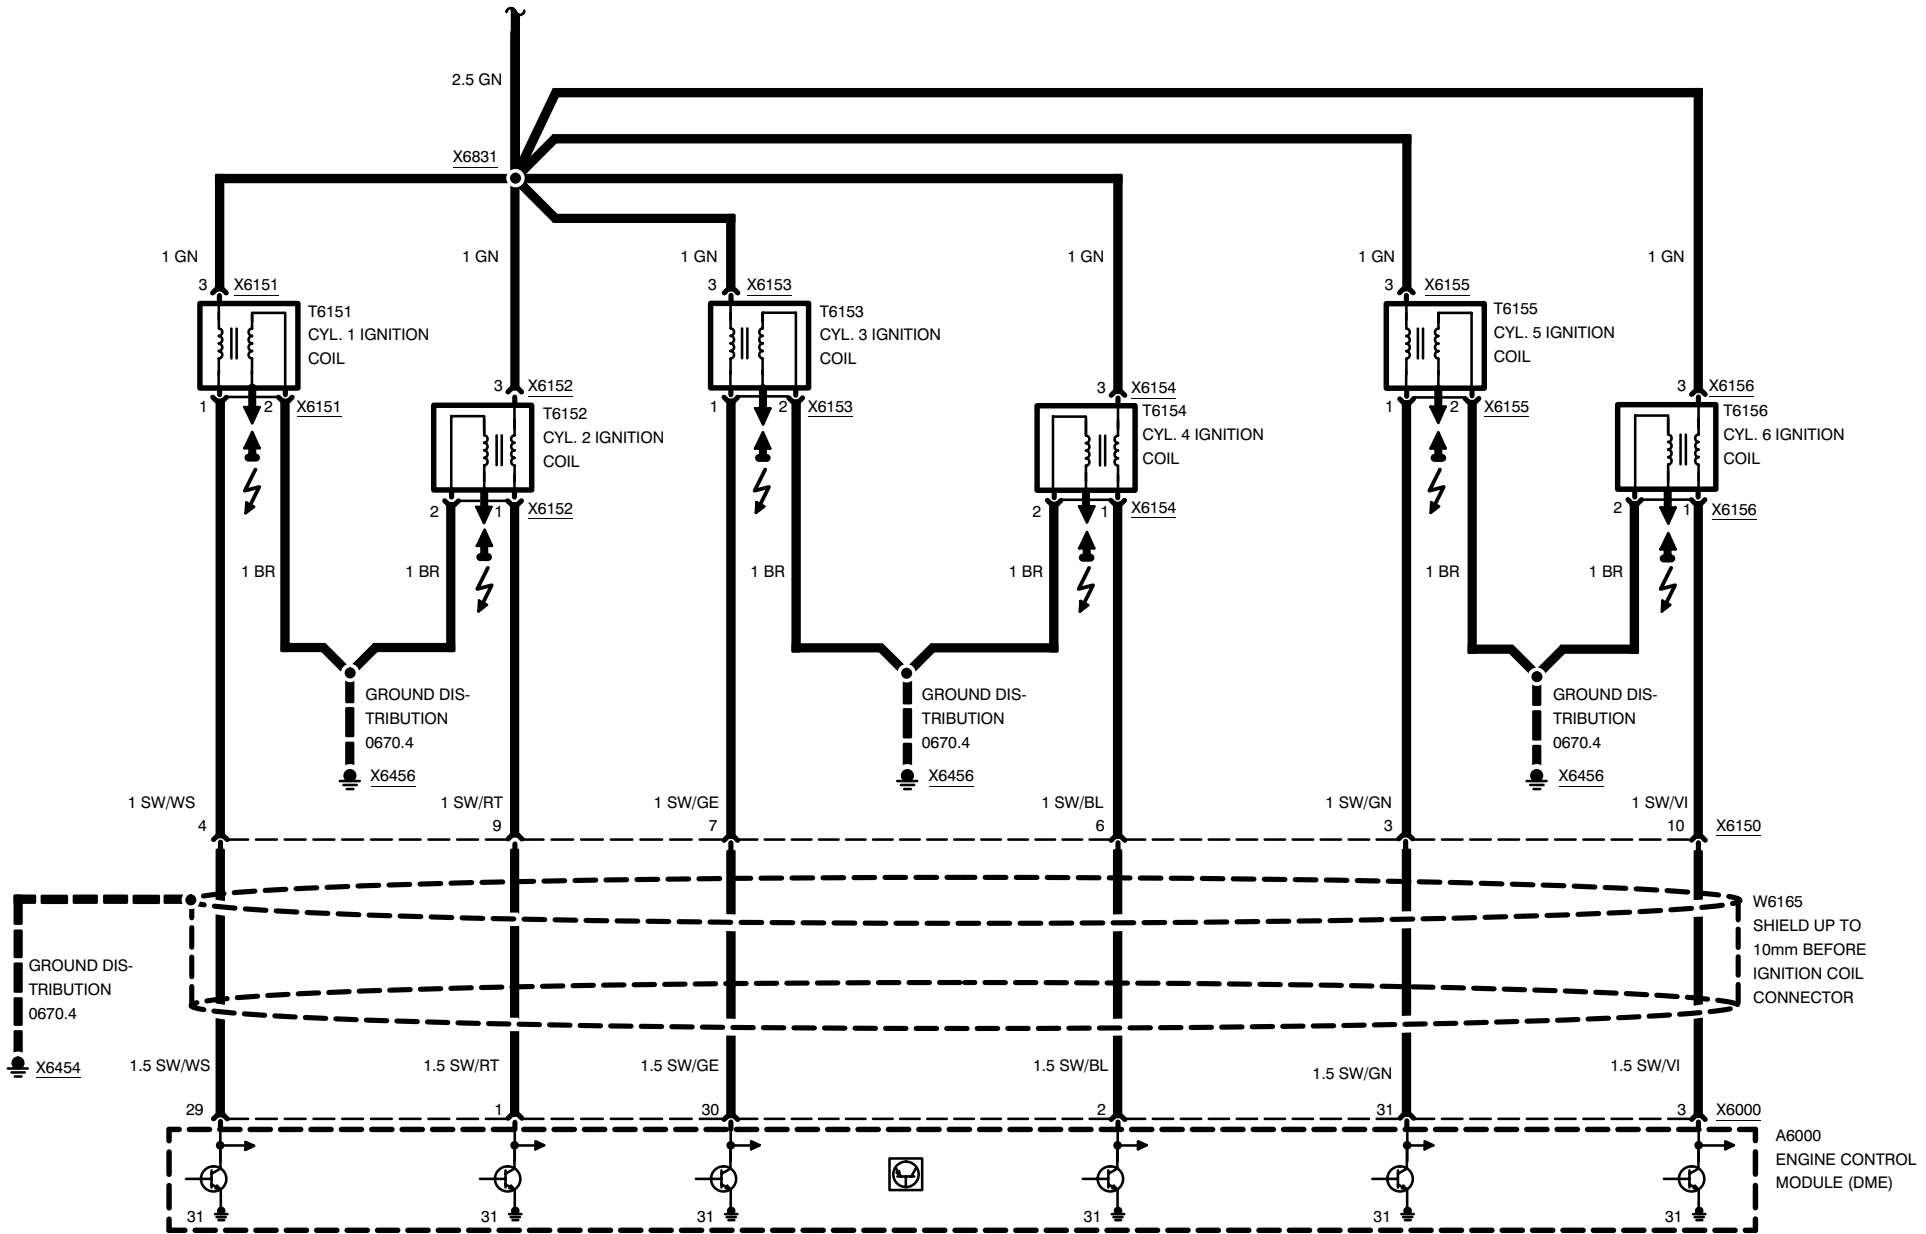 2.5 GN
X6831
1 GN
1 GN
1 GN
1 GN
1 GN
1 GN
3 X6151
3 X6153
3 X6155
T6151
CYL. 1 IGNITION
COIL
T6153
CYL. 3 IGNITION
COIL
T6155
CYL. 5 IGNITION
COIL
3 X6152
3 X6154
3 X6156
1 2 X6151
1 2 X6153
1 2 X6155
T6152
CYL. 2 IGNITION
COIL
T6154
CYL. 4 IGNITION
COIL
T6156
CYL. 6 IGNITION
COIL
2 1 X6152
2 1 X6154
2 1 X6156
1 BR
1 BR
1 BR
1 BR
1 BR
1 BR
GROUND DIS-
TRIBUTION
0670.4
X6456
GROUND DIS-
TRIBUTION
0670.4
X6456
GROUND DIS-
TRIBUTION
0670.4
X6456
1 SW/WS
1 SW/RT
1 SW/GE
1 SW/BL
1 SW/GN
1 SW/VI
4
9
7
6
3
10
X6150
W6165
SHIELD UP TO
10mm BEFORE
IGNITION COIL
CONNECTOR
GROUND DIS-
TRIBUTION
0670.4
X6454
1.5 SW/WS
1.5 SW/RT
1.5 SW/GE
1.5 SW/BL
1.5 SW/GN
1.5 SW/VI
29
1
30
2
31
3
X6000
A6000
ENGINE CONTROL
MODULE (DME)
31
31
31
31
31
31